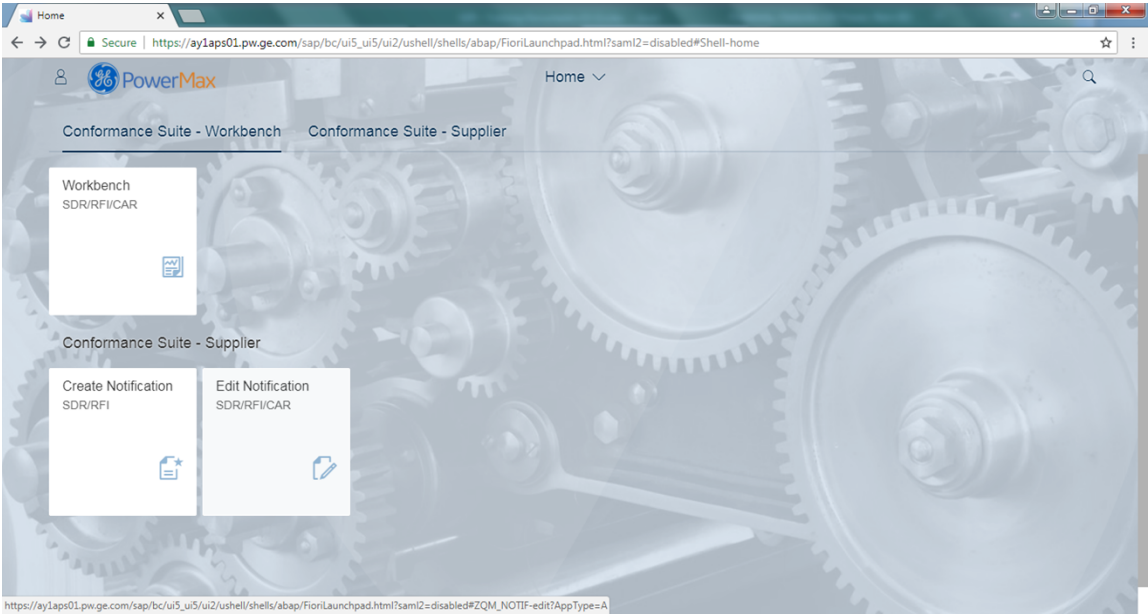 Home
Secure | https://ay1aps01.pw.ge.com/sap/bc/ui5_ui5/ui2/ushell/shells/abap/FioriLaunchpad.html?saml2=disabled#Shell-home
PowerMax
Home
Conformance Suite - Workbench Conformance Suite - Supplier
Workbench
SDR/RFI/CAR
Conformance Suite - Supplier
Create Notification
SDR/RFI
Edit Notification
SDR/RFI/CAR
https://ay1aps01.pw.ge.com/sap/bc/ui5_ui5/ui2/ushell/shells/abap/FioriLaunchpad.html?saml2=disabled#ZQM_NOTIF-edit?AppType=A